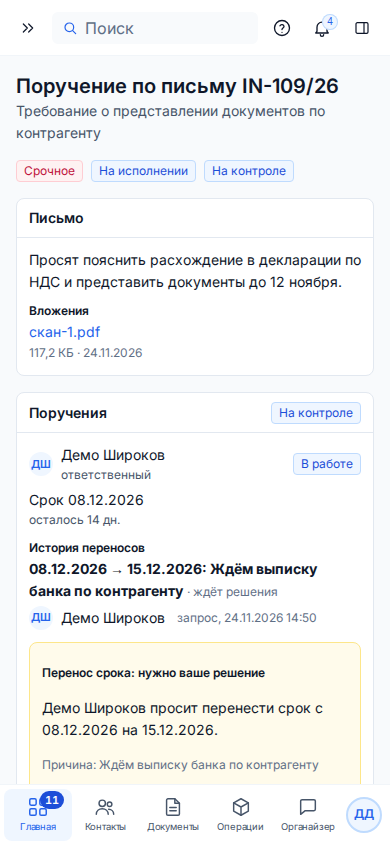 Поиск
4
Поручение по письму IN-109/26
Требование о представлении документов по
контрагенту
Срочное
На исполнении
На контроле
Письмо
Просят пояснить расхождение в декларации по
НДС и представить документы до 12 ноября.
Вложения
скан-1.pdf
117,2 КБ · 24.11.2026
Поручения
На контроле
ДШ
Демо Широков
ответственный
В работе
Срок 08.12.2026
осталось 14 дн.
История переносов
08.12.2026 → 15.12.2026: Ждём выписку
банка по контрагенту · ждёт решения
ДШ Демо Широков запрос, 24.11.2026 14:50
Перенос срока: нужно ваше решение
Демо Широков просит перенести срок с
08.12.2026 на 15.12.2026.
Причина: Ждём выписку банка по контрагенту
11
Главная
Контакты
Документы
Операции
Органайзер
ДД